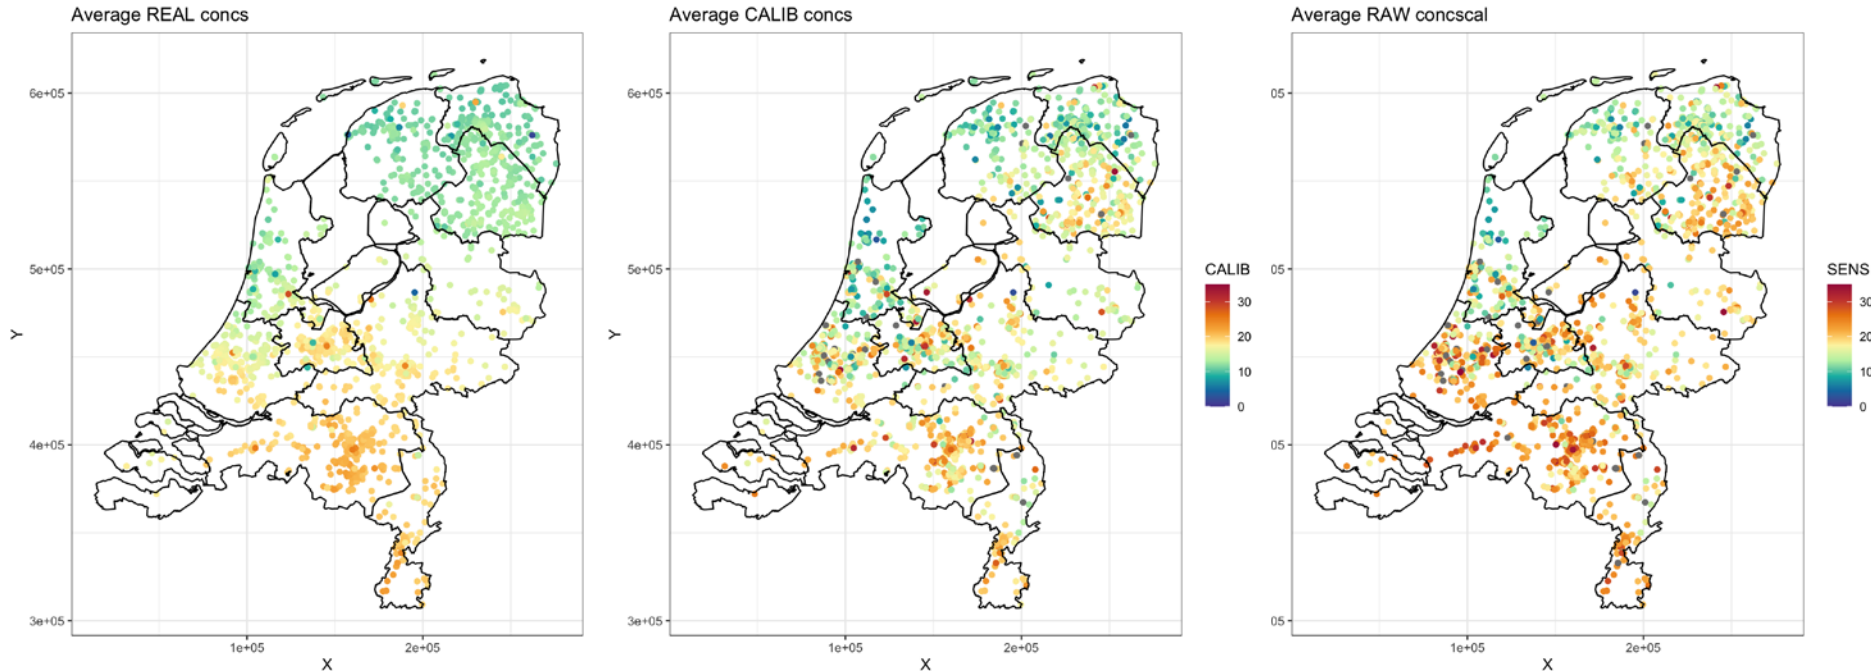 Average REAL concs
6e+05
5e+05
4e+05
3e+05
Y
1e+05
2e+05
X
Average CALIB concs
6e+05
5e+05
4e+05
3e+05
Y
1e+05
2e+05
X
CALIB
30
20
10
0
Average RAW concscal
05
05
05
05
1e+05
2e+05
X
SENS
30
20
10
0